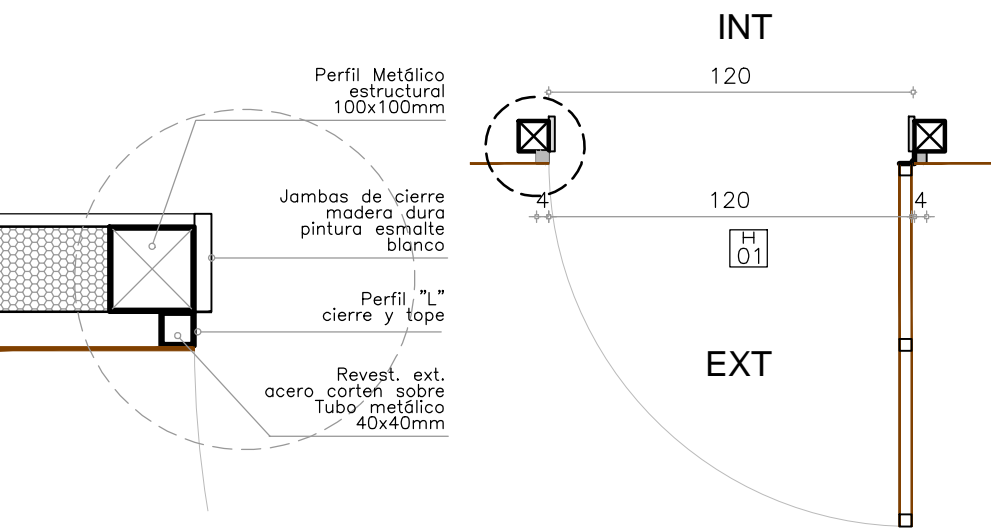 Perfil Metálico
estructural
100x100mm
Jambas de cierre
madera dura
pintura esmalte
blanco
Perfil "L"
cierre y tope
Revest. ext.
acero corten sobre
Tubo metálico
40x40mm
INT
120
4
120
4
H
01
EXT